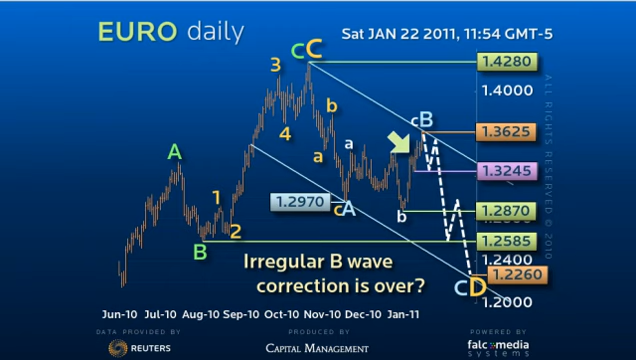 EURO daily
Sat JAN 22 2011, 11:54 GMT-5
cC
1.4280
3
1.4000
b
cB
1.3625
4
A
a
a
1.3245
1
1.2970
cA
b
1.2870
2
B
1.2585
Irregular B wave
correction is over?
1.2400
1.2260
cD
1.2000
Jun-10 Jul-10 Aug-10 Sep-10 Oct-10 Nov-10 Dec-10 Jan-11
DATA PROVIDED BY
PRODUCED BY
POWERED BY
REUTERS
CAPITAL MANAGEMENT
falc media
systems
ALL RIGHTS RESERVED © 2010